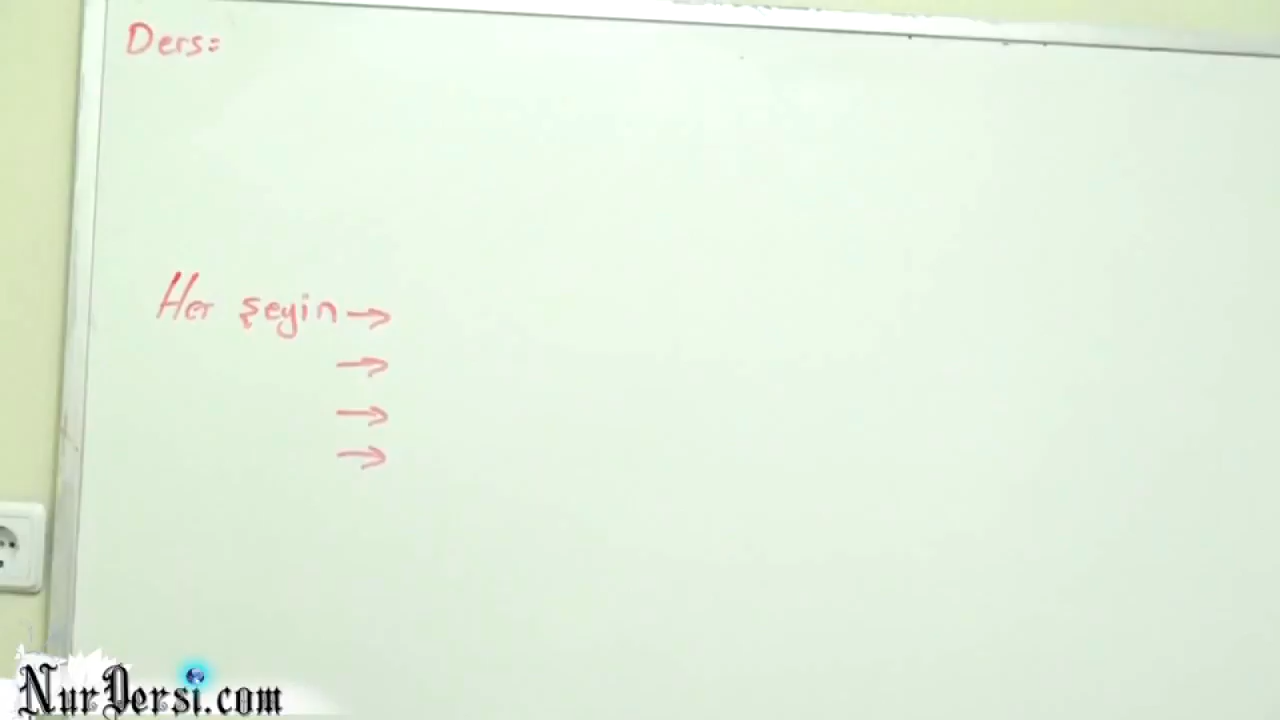 Ders:
Her şeyin →
→
→
→
NurDersi.com